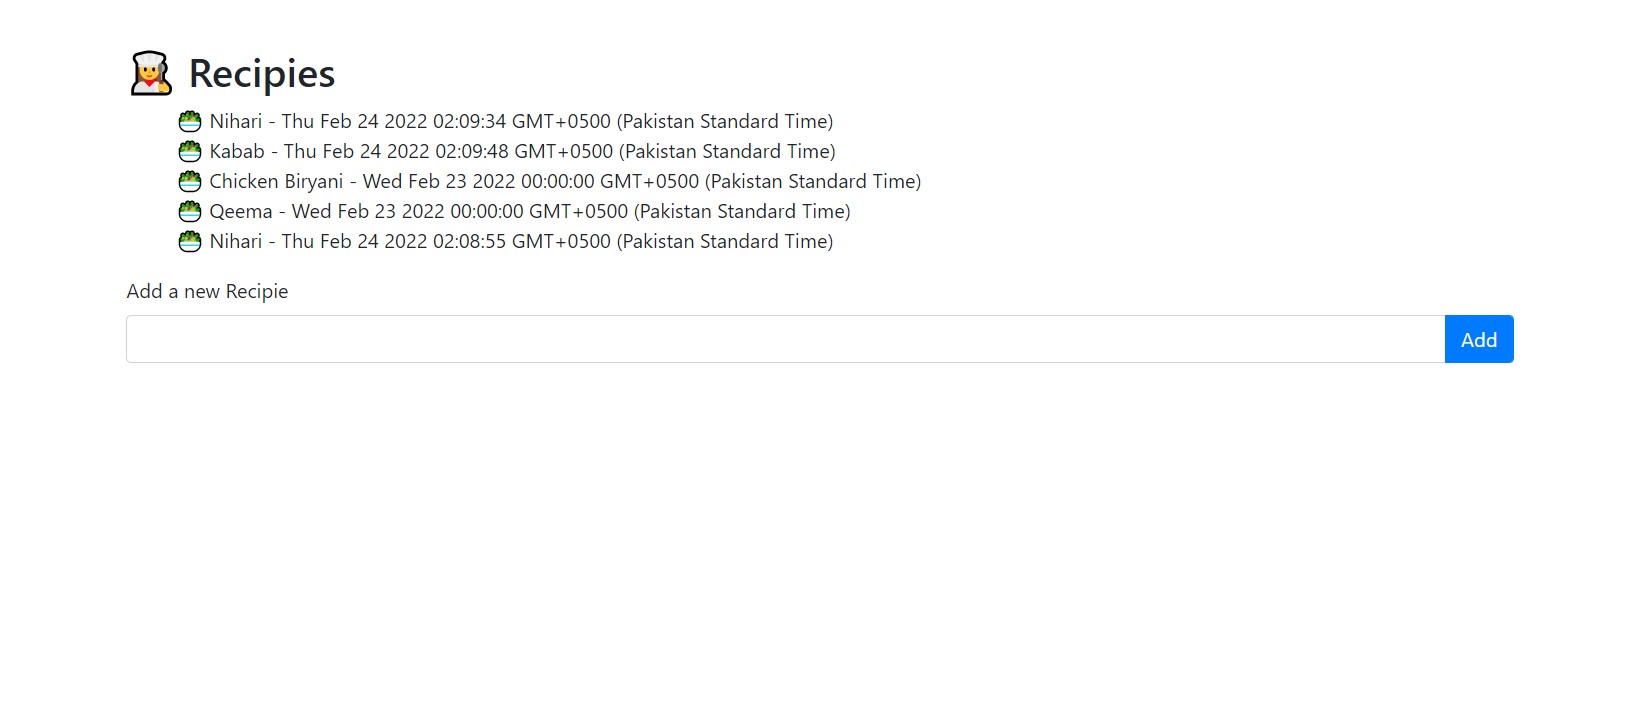 Recipies
Nihari - Thu Feb 24 2022 02:09:34 GMT+0500 (Pakistan Standard Time)
Kabab - Thu Feb 24 2022 02:09:48 GMT+0500 (Pakistan Standard Time)
Chicken Biryani - Wed Feb 23 2022 00:00:00 GMT+0500 (Pakistan Standard Time)
Qeema - Wed Feb 23 2022 00:00:00 GMT+0500 (Pakistan Standard Time)
Nihari - Thu Feb 24 2022 02:08:55 GMT+0500 (Pakistan Standard Time)
Add a new Recipie
Add